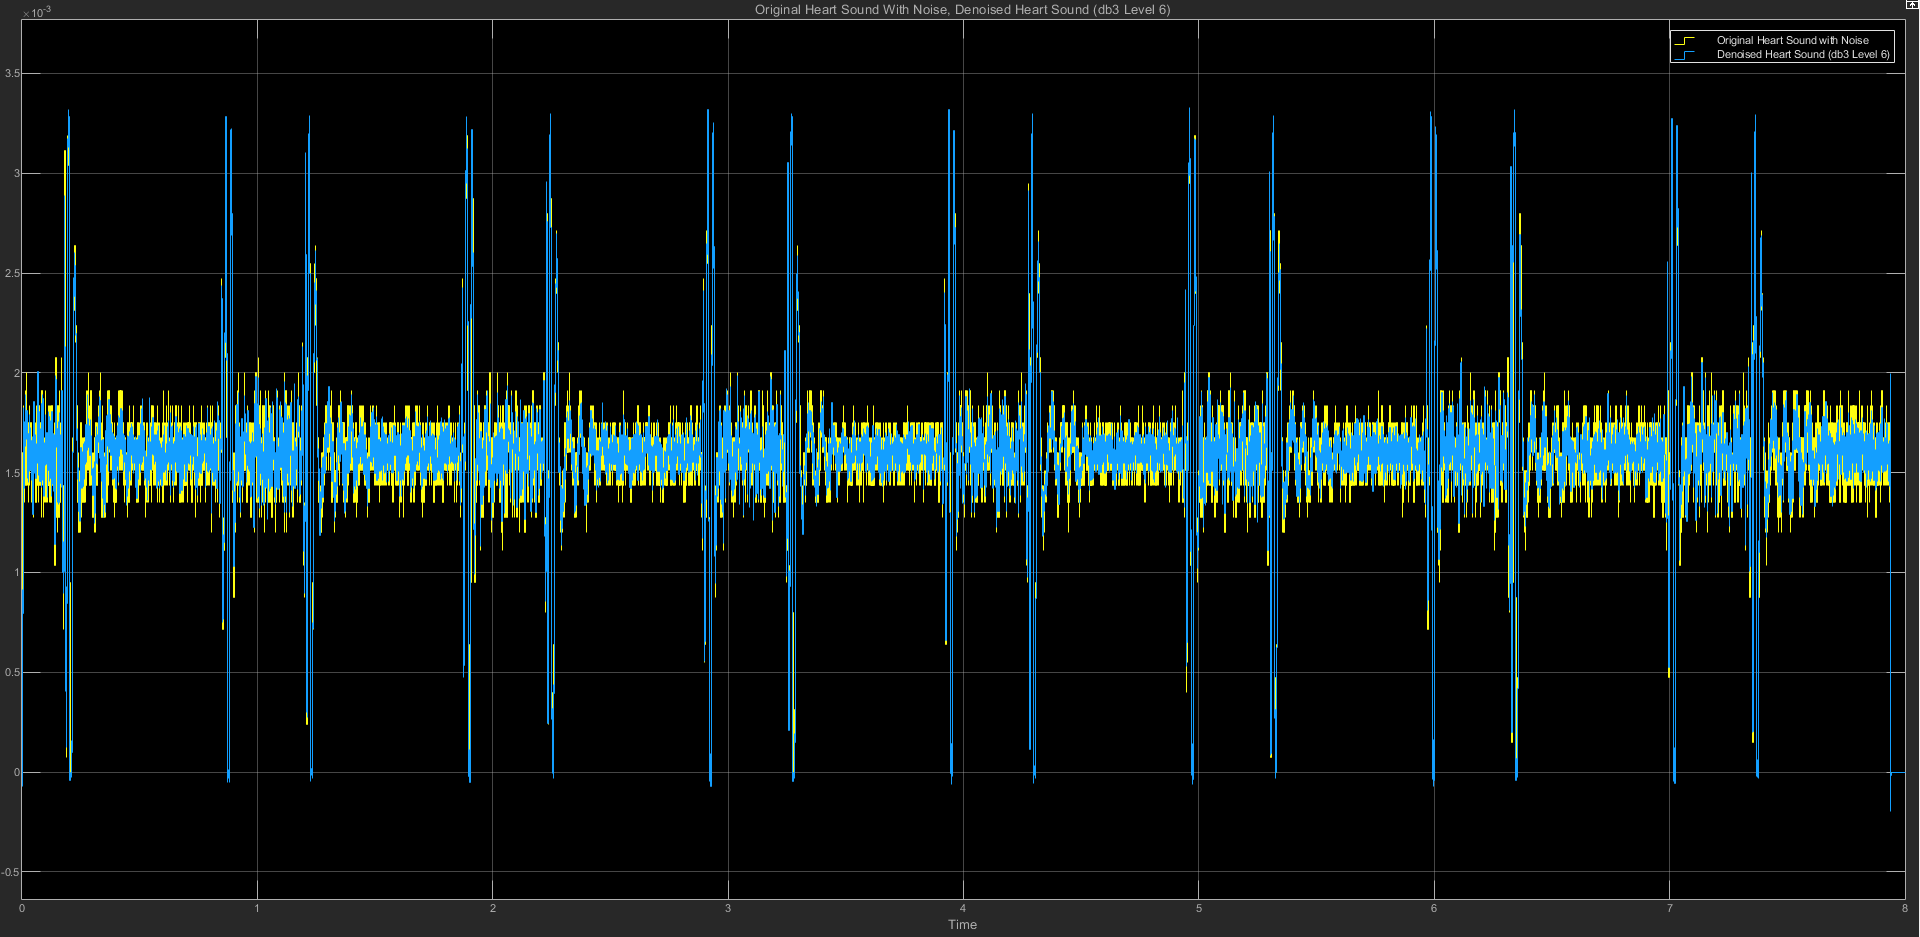 Original Heart Sound With Noise, Denoised Heart Sound (db3 Level 6)
×10⁻³
Original Heart Sound with Noise
Denoised Heart Sound (db3 Level 6)
3.5
3
2.5
2
1.5
1
0.5
0
-0.5
0 1 2 3 4 5 6 7 8
Time